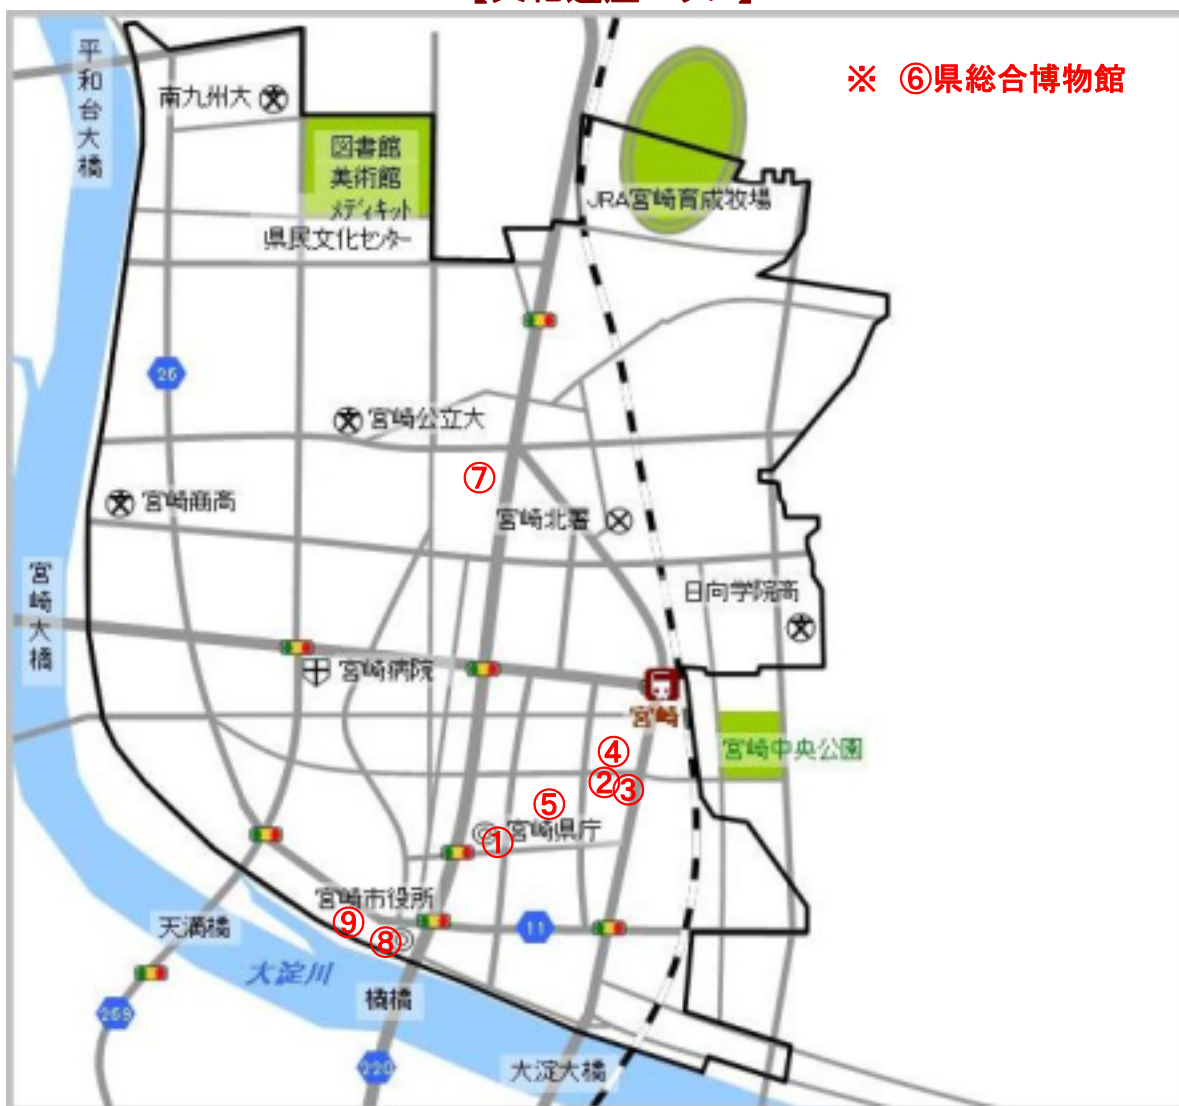 ※ ⑥県総合博物館
平和台大橋
南九州大
図書館
美術館
メディキット
県民文化センター
JRA宮崎育成牧場
26
宮崎公立大
⑦
宮崎商高
宮崎北署
宮崎大橋
日向学院高
宮崎病院
宮崎
④
宮崎中央公園
②
③
⑤
宮崎県庁
①
宮崎市役所
⑨
⑧
11
天満橋
大淀川
橘橋
269
220
大淀大橋